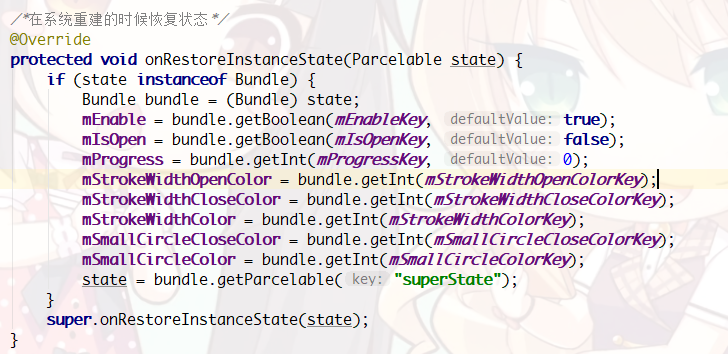 /*在系统重建的时候恢复状态*/
@Override
protected void onRestoreInstanceState(Parcelable state) {
    if (state instanceof Bundle) {
        Bundle bundle = (Bundle) state;
        mEnable = bundle.getBoolean(mEnableKey, defaultValue: true);
        mIsOpen = bundle.getBoolean(mIsOpenKey, defaultValue: false);
        mProgress = bundle.getInt(mProgressKey, defaultValue: 0);
        mStrokeWidthOpenColor = bundle.getInt(mStrokeWidthOpenColorKey);
        mStrokeWidthCloseColor = bundle.getInt(mStrokeWidthCloseColorKey);
        mStrokeWidthColor = bundle.getInt(mStrokeWidthColorKey);
        mSmallCircleCloseColor = bundle.getInt(mSmallCircleCloseColorKey);
        mSmallCircleColor = bundle.getInt(mSmallCircleColorKey);
        state = bundle.getParcelable( key: "superState");
    }
    super.onRestoreInstanceState(state);
}